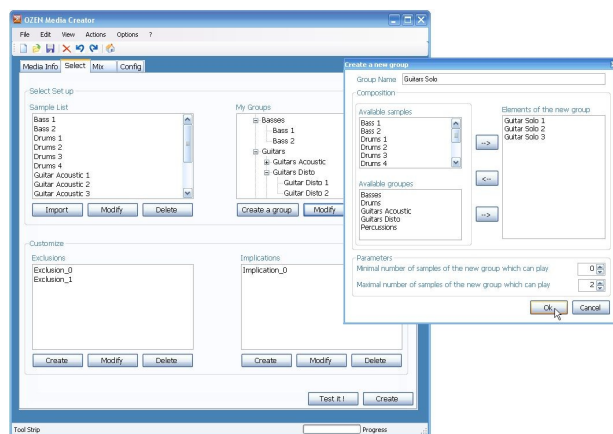 OZEN Media Creator
File Edit View Actions Options ?
Media Info Select Mix Config
Select Set up
Sample List
Bass 1
Bass 2
Drums 1
Drums 2
Drums 3
Drums 4
Guitar Acoustic 1
Guitar Acoustic 2
Guitar Acoustic 3
Import Modify Delete
My Groups
Basses
Bass 1
Bass 2
Guitars
Guitars Acoustic
Guitars Disto
Guitar Disto 1
Guitar Disto 2
Create a group Modify
Customize
Exclusions
Exclusion_0
Exclusion_1
Create Modify Delete
Implications
Implication_0
Create Modify Delete
Test it ! Create
Tool Strip Progress
Create a new group
Group Name Guitars Solo
Composition
Available samples
Bass 1
Bass 2
Drums 1
Drums 2
Drums 3
Drums 4
Available groupes
Basses
Drums
Guitars Acoustic
Guitars Disto
Percussions
-->
<--
-->
Elements of the new group
Guitar Solo 1
Guitar Solo 2
Guitar Solo 3
Parameters
Minimal number of samples of the new group which can play 0
Maximal number of samples of the new group which can play 2
Ok Cancel